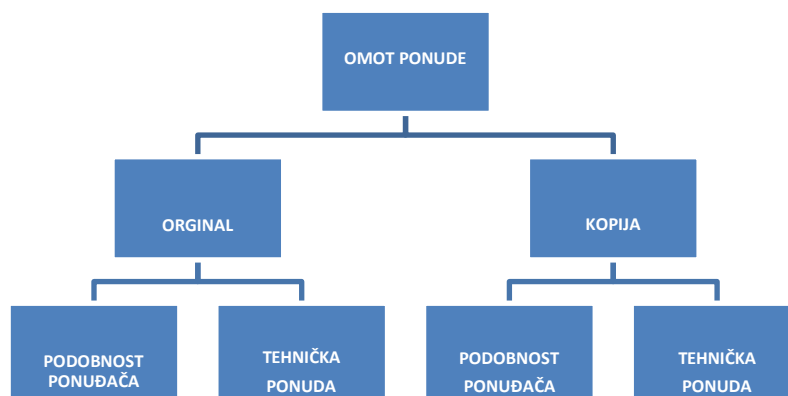 OMOT PONUDE
ORGINAL
KOPIJA
PODOBNOST
PONUĐAČA
TEHNIČKA
PONUDA
PODOBNOST
PONUĐAČA
TEHNIČKA
PONUDA